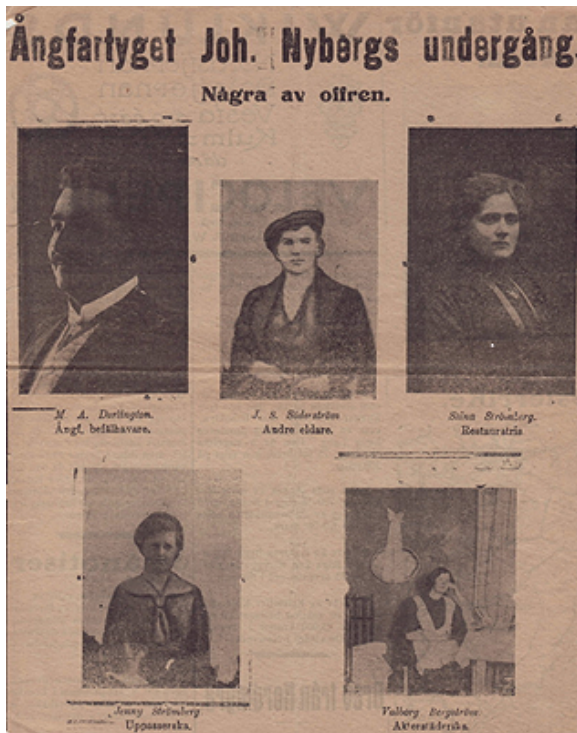 Ångfartyget Joh. Nybergs undergång.
Några av offren.
M. A. Durlington.
Ångf. befälhavare.
J. S. Söderström
Andre eldare.
Saina Strömberg.
Restauratris
Jenny Strömberg
Uppasserska.
Valborg Bergström.
Akterstäderska.